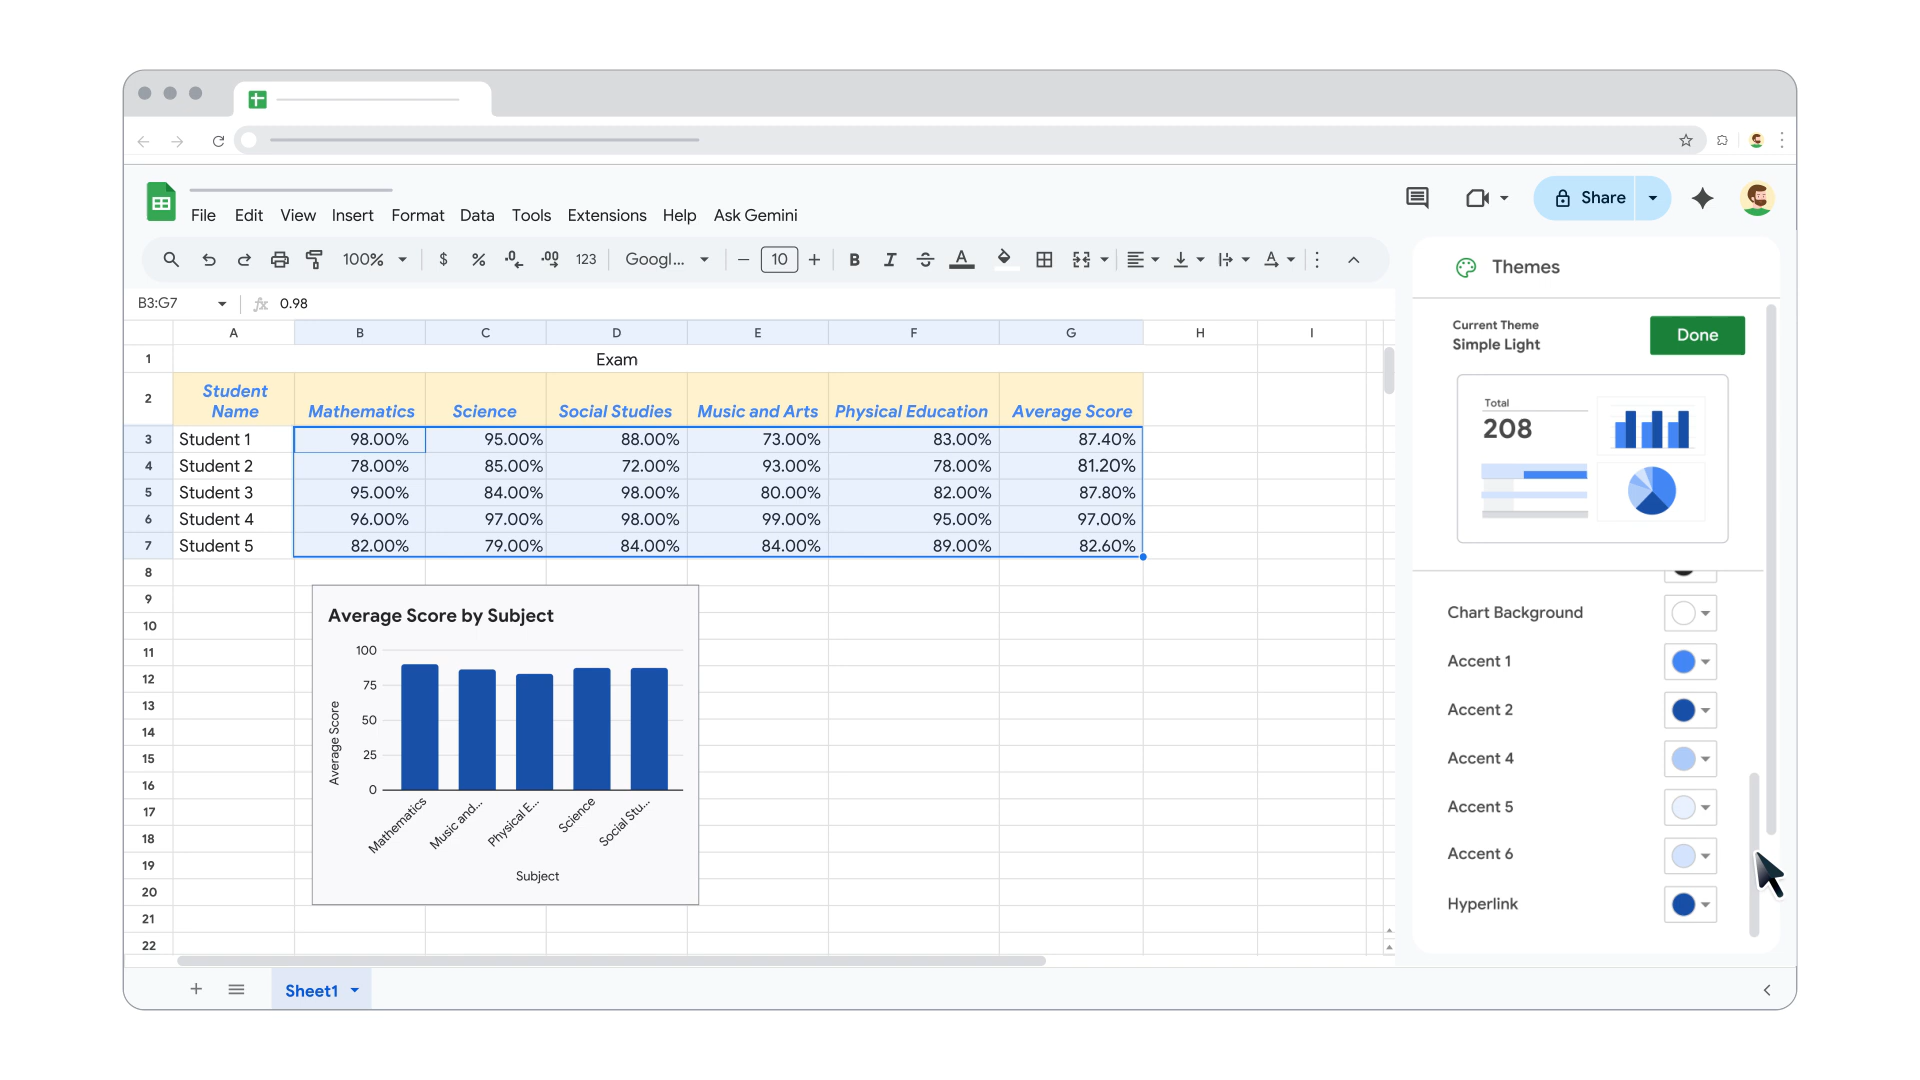 File Edit View Insert Format Data Tools Extensions Help Ask Gemini
Share
100% $ % .0 .00 123 Googl... − 10 + B I S A
B3:G7 fx 0.98
A B C D E F G H I
1 Exam
2 Student Name Mathematics Science Social Studies Music and Arts Physical Education Average Score
3 Student 1 98.00% 95.00% 88.00% 73.00% 83.00% 87.40%
4 Student 2 78.00% 85.00% 72.00% 93.00% 78.00% 81.20%
5 Student 3 95.00% 84.00% 98.00% 80.00% 82.00% 87.80%
6 Student 4 96.00% 97.00% 98.00% 99.00% 95.00% 97.00%
7 Student 5 82.00% 79.00% 84.00% 84.00% 89.00% 82.60%
8
9
10
11
12
13
14
15
16
17
18
19
20
21
22
Average Score by Subject
Average Score
100
75
50
25
0
Mathematics Music and... Physical E... Science Social Stu...
Subject
Sheet1
Themes
Current Theme
Simple Light
Done
Total
208
Chart Background
Accent 1
Accent 2
Accent 4
Accent 5
Accent 6
Hyperlink